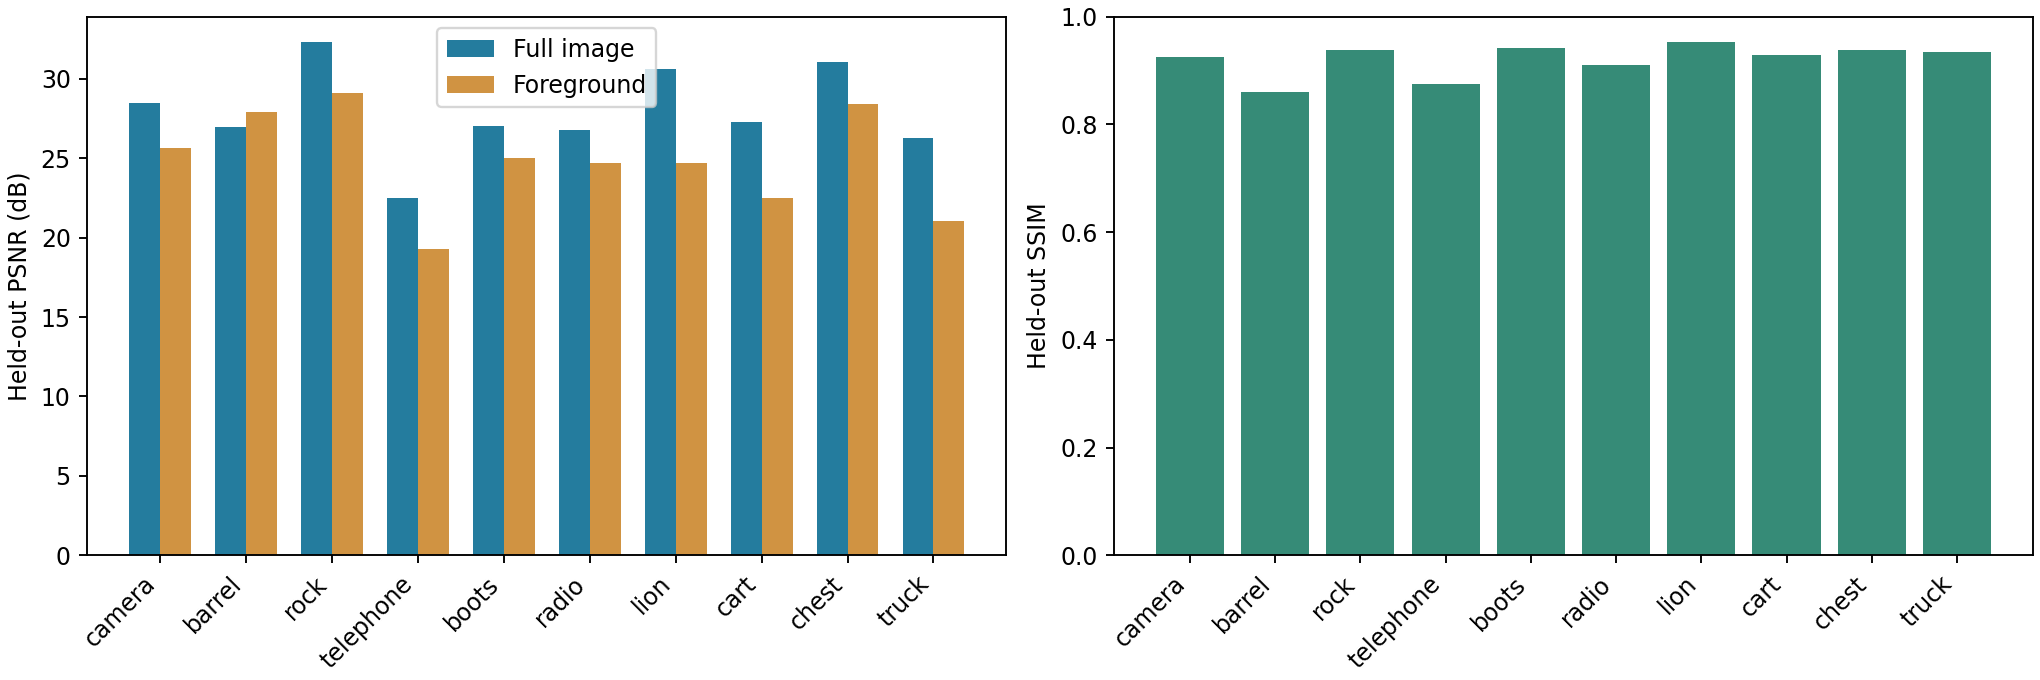 Held-out PSNR (dB)
30
25
20
15
10
5
0
Full image
Foreground
camera
barrel
rock
telephone
boots
radio
lion
cart
chest
truck
Held-out SSIM
1.0
0.8
0.6
0.4
0.2
0.0
camera
barrel
rock
telephone
boots
radio
lion
cart
chest
truck